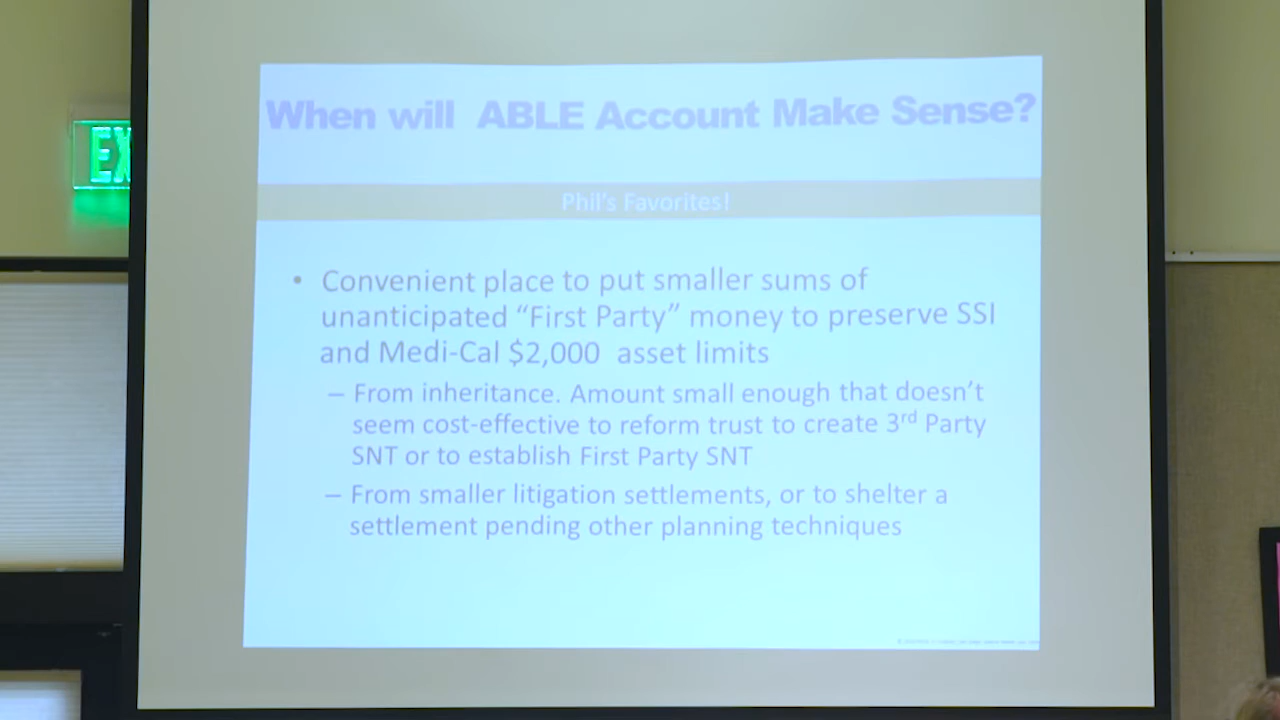 EX
When will ABLE Account Make Sense?
Phil's Favorites!
• Convenient place to put smaller sums of
unanticipated “First Party” money to preserve SSI
and Medi-Cal $2,000 asset limits
– From inheritance. Amount small enough that doesn't
seem cost-effective to reform trust to create 3rd Party
SNT or to establish First Party SNT
– From smaller litigation settlements, or to shelter a
settlement pending other planning techniques